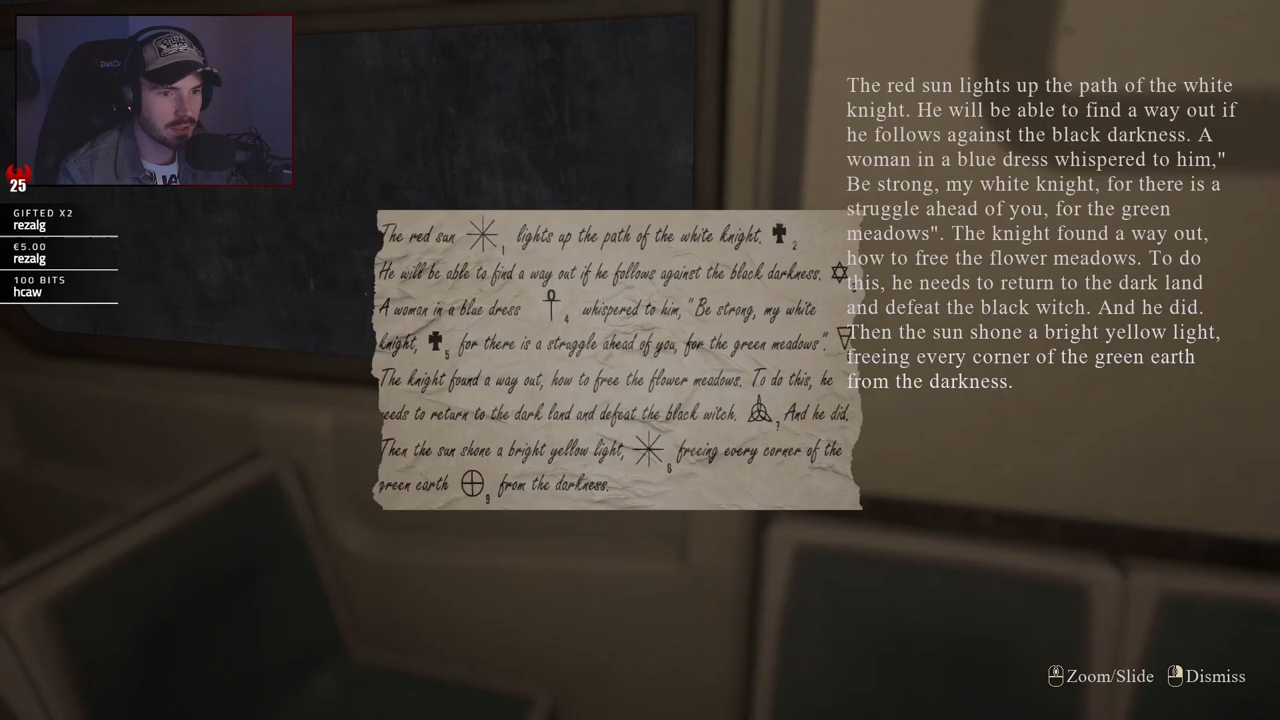 25
GIFTED X2
rezalg
€5.00
rezalg
100 BITS
hcaw
The red sun 1 lights up the path of the white knight. 2
He will be able to find a way out if he follows against the black darkness.
A woman in a blue dress 4 whispered to him, "Be strong, my white
knight, 5 for there is a struggle ahead of you, for the green meadows".
The knight found a way out, how to free the flower meadows. To do this, he
eeds to return to the dark land and defeat the black witch. 7 And he did.
Then the sun shone a bright yellow light, 8 freeing every corner of the
green earth 9 from the darkness.
The red sun lights up the path of the white
knight. He will be able to find a way out if
he follows against the black darkness. A
woman in a blue dress whispered to him,"
Be strong, my white knight, for there is a
struggle ahead of you, for the green
meadows". The knight found a way out,
how to free the flower meadows. To do
this, he needs to return to the dark land
and defeat the black witch. And he did.
Then the sun shone a bright yellow light,
freeing every corner of the green earth
from the darkness.
Zoom/Slide
Dismiss